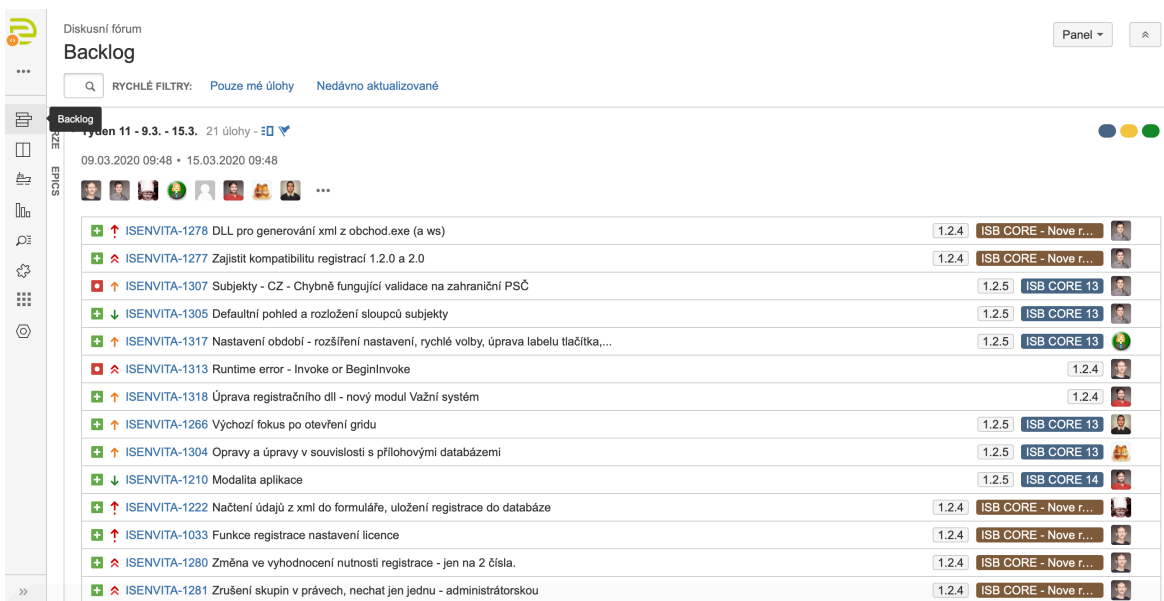 Diskusní fórum
Backlog
Panel
RYCHLÉ FILTRY: Pouze mé úlohy Nedávno aktualizované
Backlog
Týden 11 - 9.3. - 15.3. 21 úlohy -
09.03.2020 09:48 • 15.03.2020 09:48
EPICS
ISENVITA-1278 DLL pro generování xml z obchod.exe (a ws) 1.2.4 ISB CORE - Nove r...
ISENVITA-1277 Zajistit kompatibilitu registrací 1.2.0 a 2.0 1.2.4 ISB CORE - Nove r...
ISENVITA-1307 Subjekty - CZ - Chybně fungující validace na zahraniční PSČ 1.2.5 ISB CORE 13
ISENVITA-1305 Defaultní pohled a rozložení sloupců subjekty 1.2.5 ISB CORE 13
ISENVITA-1317 Nastavení období - rozšíření nastavení, rychlé volby, úprava labelu tlačítka,... 1.2.5 ISB CORE 13
ISENVITA-1313 Runtime error - Invoke or BeginInvoke 1.2.4
ISENVITA-1318 Úprava registračního dll - nový modul Važní systém 1.2.4
ISENVITA-1266 Výchozí fokus po otevření gridu 1.2.5 ISB CORE 13
ISENVITA-1304 Opravy a úpravy v souvislosti s přílohovými databázemi 1.2.5 ISB CORE 13
ISENVITA-1210 Modalita aplikace 1.2.5 ISB CORE 14
ISENVITA-1222 Načtení údajů z xml do formuláře, uložení registrace do databáze 1.2.4 ISB CORE - Nove r...
ISENVITA-1033 Funkce registrace nastavení licence 1.2.4 ISB CORE - Nove r...
ISENVITA-1280 Změna ve vyhodnocení nutnosti registrace - jen na 2 čísla. 1.2.4 ISB CORE - Nove r...
ISENVITA-1281 Zrušení skupin v právech, nechat jen jednu - administrátorskou 1.2.4 ISB CORE - Nove r...